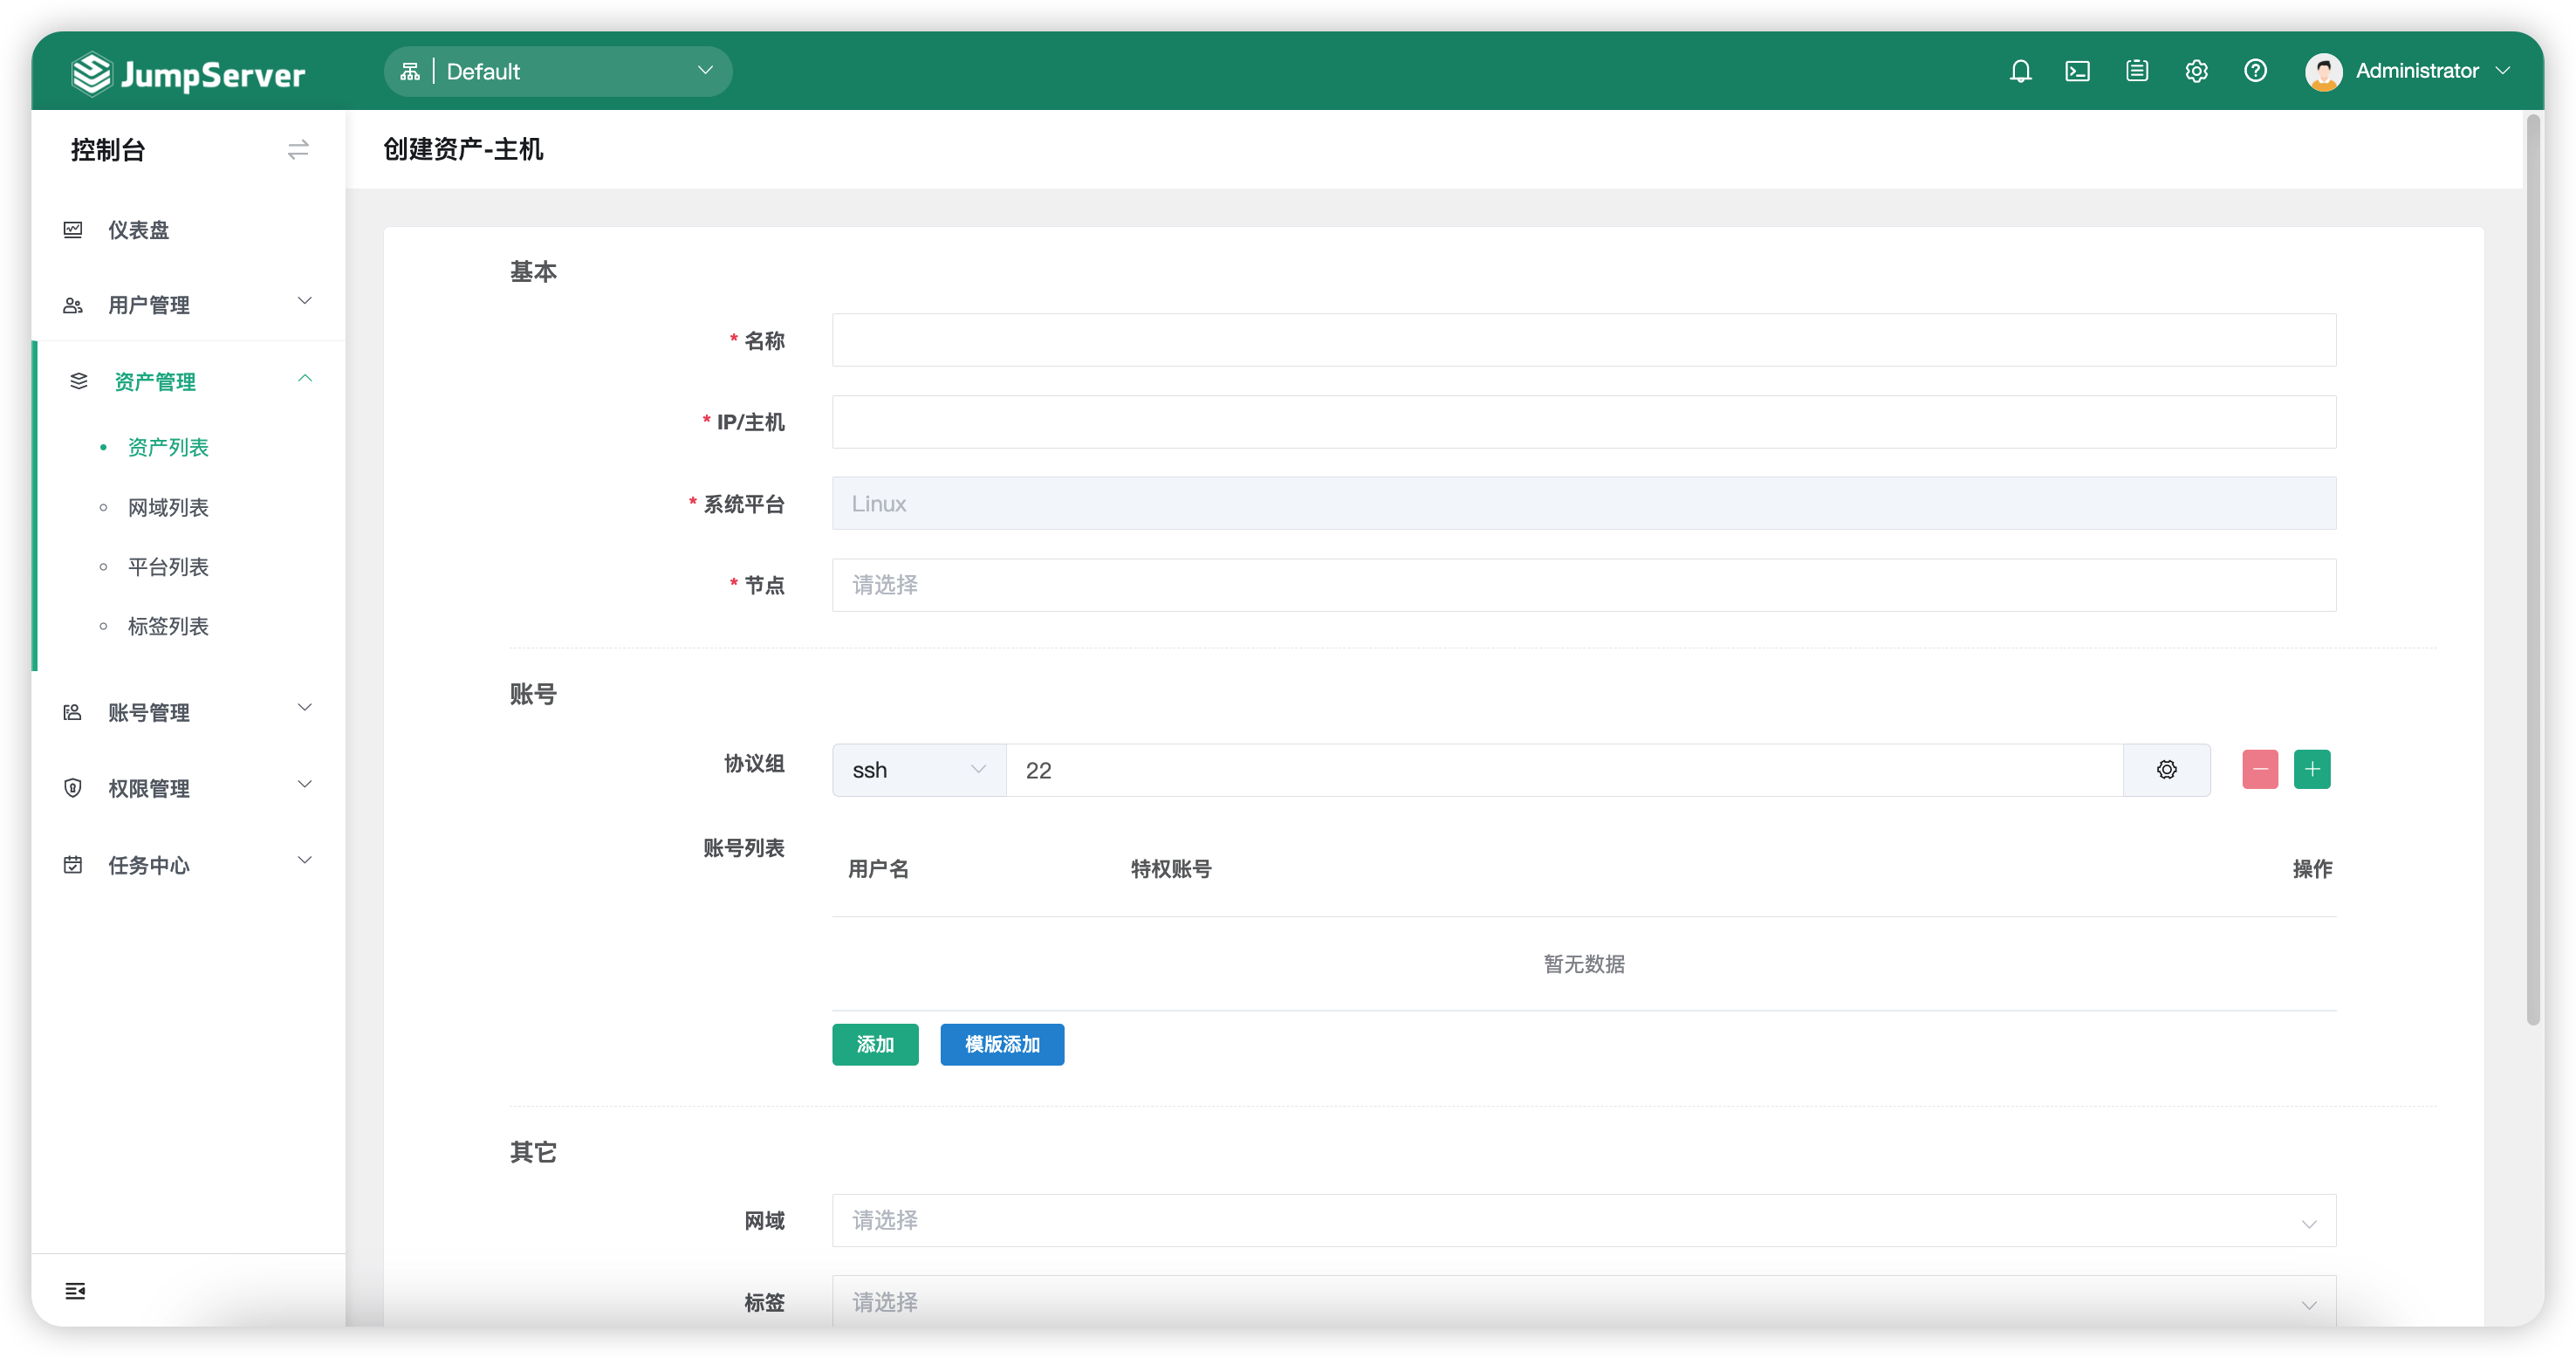 JumpServer
Default
Administrator
控制台
仪表盘
用户管理
资产管理
资产列表
网域列表
平台列表
标签列表
账号管理
权限管理
任务中心
创建资产-主机
基本
* 名称
* IP/主机
* 系统平台 Linux
* 节点 请选择
账号
协议组 ssh 22
账号列表
用户名 特权账号 操作
暂无数据
添加 模版添加
其它
网域 请选择
标签 请选择